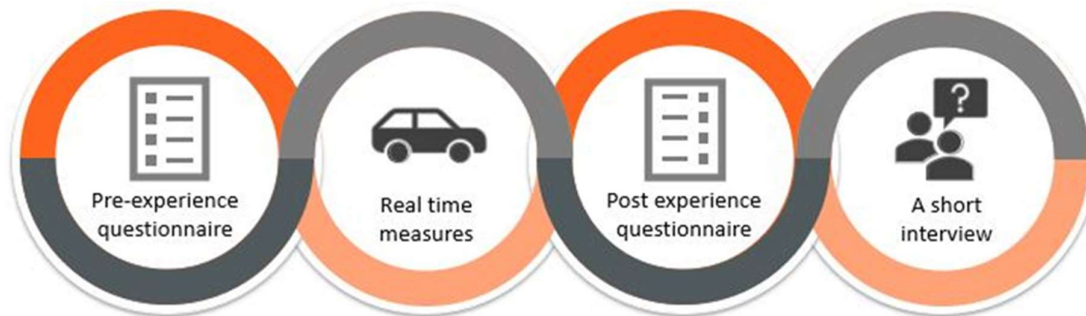 Pre-experience
questionnaire
Real time
measures
Post experience
questionnaire
?
A short
interview